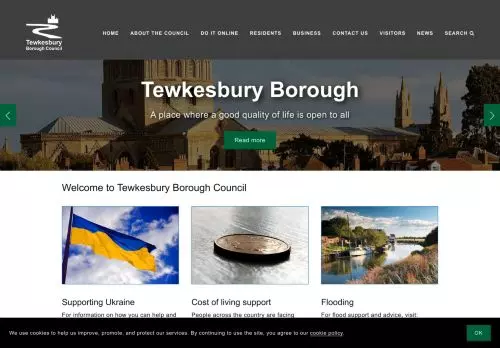 Tewkesbury
Borough Council
HOME ABOUT THE COUNCIL DO IT ONLINE RESIDENTS BUSINESS CONTACT US VISITORS NEWS SEARCH
Tewkesbury Borough
A place where a good quality of life is open to all
Read more
Welcome to Tewkesbury Borough Council
Supporting Ukraine
For information on how you can help and
Cost of living support
People across the country are facing
Flooding
For flood support and advice, visit:
We use cookies to help us improve, promote, and protect our services. By continuing to use the site, you agree to our cookie policy.
OK